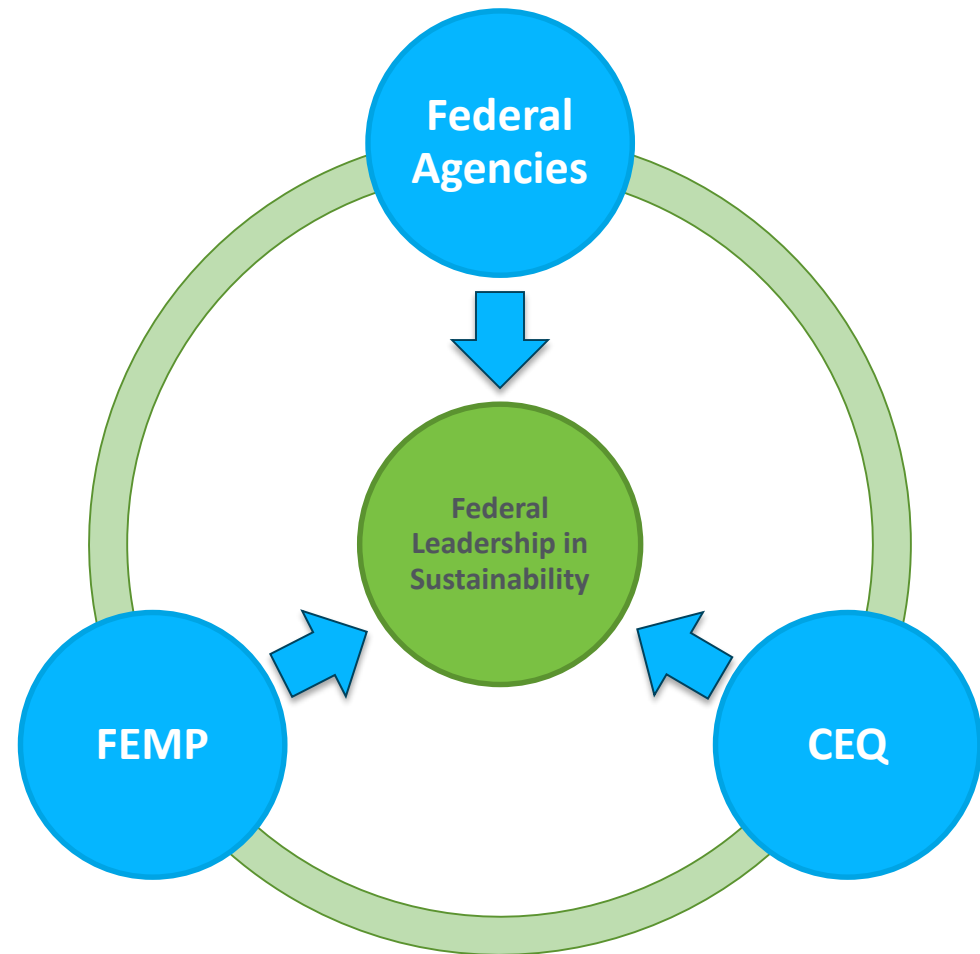 Federal
Agencies
Federal
Leadership in
Sustainability
FEMP
CEQ